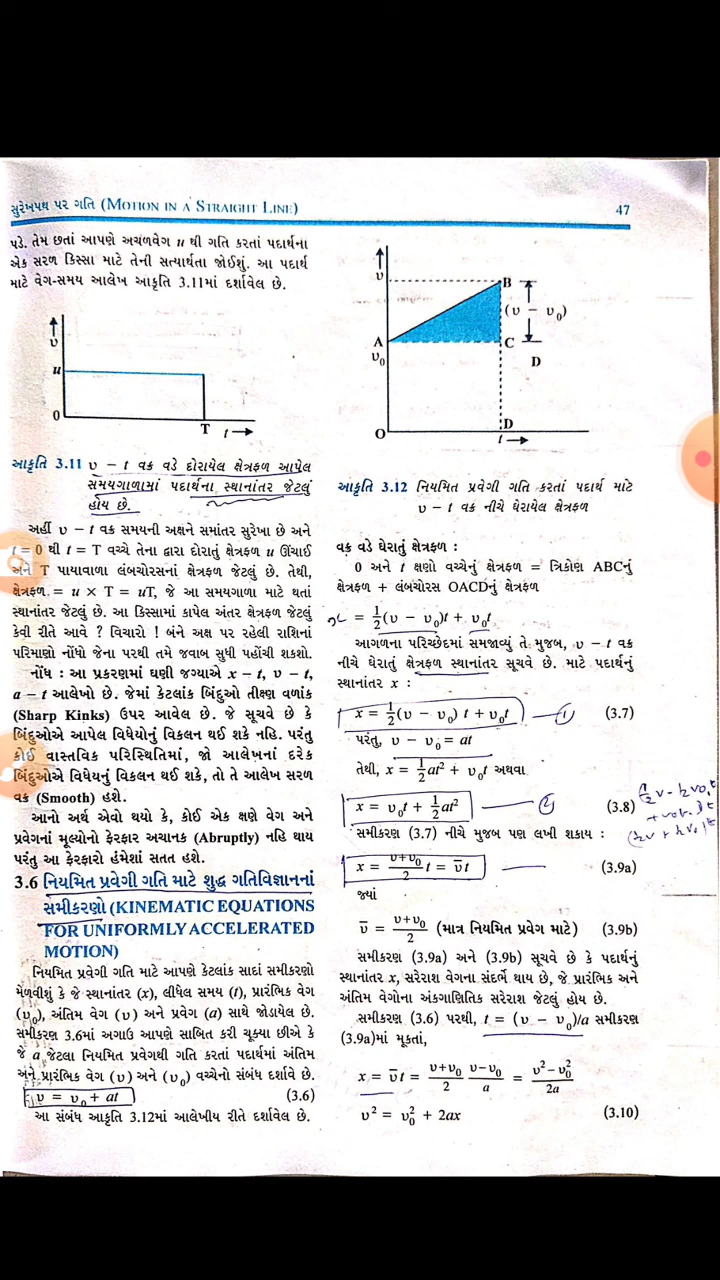 સુરેખપથ પર ગતિ (MOTION IN A STRAIGHT LINE)
47
પડે. તેમ છતાં આપણે અચળવેગ u થી ગતિ કરતાં પદાર્થના
એક સરળ કિસ્સા માટે તેની સત્યાર્થતા જોઈશું. આ પદાર્થ
માટે વેગ-સમય આલેખ આકૃતિ 3.11માં દર્શાવેલ છે.
υ
u
0
T t
આકૃતિ 3.11 υ – t વક્ર વડે દોરાયેલ ક્ષેત્રફળ આપેલ
સમયગાળામાં પદાર્થના સ્થાનાંતર જેટલું
હોય છે.
અહીં υ – t વક્ર સમયની અક્ષને સમાંતર સુરેખા છે અને
t = 0 થી t = T વચ્ચે તેના દ્વારા દોરાતું ક્ષેત્રફળ u ઊંચાઈ
અને T પાયાવાળા લંબચોરસનાં ક્ષેત્રફળ જેટલું છે. તેથી,
ક્ષેત્રફળ = u × T = uT, જે આ સમયગાળા માટે થતાં
સ્થાનાંતર જેટલું છે. આ કિસ્સામાં કાપેલ અંતર ક્ષેત્રફળ જેટલું
કેવી રીતે આવે ? વિચારો ! બંને અક્ષ પર રહેલી રાશિનાં
પરિમાણો નોંધો જેના પરથી તમે જવાબ સુધી પહોંચી શકશો.
નોંધ : આ પ્રકરણમાં ઘણી જગ્યાએ x – t, υ – t,
a – t આલેખો છે. જેમાં કેટલાંક બિંદુઓ તીક્ષ્ણ વળાંક
(Sharp Kinks) ઉપર આવેલ છે. જે સૂચવે છે કે
બિંદુઓએ આપેલ વિધેયોનું વિકલન થઈ શકે નહિ. પરંતુ
કોઈ વાસ્તવિક પરિસ્થિતિમાં, જો આલેખનાં દરેક
બિંદુઓએ વિધેયનું વિકલન થઈ શકે, તો તે આલેખ સરળ
વક્ર (Smooth) હશે.
આનો અર્થ એવો થયો કે, કોઈ એક ક્ષણે વેગ અને
પ્રવેગનાં મૂલ્યોનો ફેરફાર અચાનક (Abruptly) નહિ થાય
પરંતુ આ ફેરફારો હંમેશાં સતત હશે.
3.6 નિયમિત પ્રવેગી ગતિ માટે શુદ્ધ ગતિવિજ્ઞાનનાં
સમીકરણો (KINEMATIC EQUATIONS
FOR UNIFORMLY ACCELERATED
MOTION)
નિયમિત પ્રવેગી ગતિ માટે આપણે કેટલાંક સાદાં સમીકરણો
મેળવીશું કે જે સ્થાનાંતર (x), લીધેલ સમય (t), પ્રારંભિક વેગ
(υ₀), અંતિમ વેગ (υ) અને પ્રવેગ (a) સાથે જોડાયેલ છે.
સમીકરણ 3.6માં અગાઉ આપણે સાબિત કરી ચૂક્યા છીએ કે
જે a જેટલા નિયમિત પ્રવેગથી ગતિ કરતાં પદાર્થમાં અંતિમ
અને પ્રારંભિક વેગ (υ) અને (υ₀) વચ્ચેનો સંબંધ દર્શાવે છે.
υ = υ₀ + at (3.6)
આ સંબંધ આકૃતિ 3.12માં આલેખીય રીતે દર્શાવેલ છે.
υ
B
(υ – υ₀)
A
C
υ₀
D
O
D
t
આકૃતિ 3.12 નિયમિત પ્રવેગી ગતિ કરતાં પદાર્થ માટે
υ – t વક્ર નીચે ઘેરાયેલ ક્ષેત્રફળ
વક્ર વડે ઘેરાતું ક્ષેત્રફળ :
0 અને t ક્ષણો વચ્ચેનું ક્ષેત્રફળ = ત્રિકોણ ABCનું
ક્ષેત્રફળ + લંબચોરસ OACDનું ક્ષેત્રફળ
x = 1/2(υ – υ₀)t + υ₀t
આગળના પરિચ્છેદમાં સમજાવ્યું તે મુજબ, υ – t વક્ર
નીચે ઘેરાતું ક્ષેત્રફળ સ્થાનાંતર સૂચવે છે. માટે પદાર્થનું
સ્થાનાંતર x :
x = 1/2(υ – υ₀) t + υ₀t — 1 (3.7)
પરંતુ, υ – υ₀ = at
તેથી, x = 1/2at² + υ₀t અથવા
x = υ₀t + 1/2at² — 2 (3.8)
સમીકરણ (3.7) નીચે મુજબ પણ લખી શકાય :
x = (υ+υ₀)/2 t = ῡt — (3.9a)
જ્યાં
ῡ = (υ+υ₀)/2 (માત્ર નિયમિત પ્રવેગ માટે) (3.9b)
સમીકરણ (3.9a) અને (3.9b) સૂચવે છે કે પદાર્થનું
સ્થાનાંતર x, સરેરાશ વેગના સંદર્ભે થાય છે, જે પ્રારંભિક અને
અંતિમ વેગોના અંકગાણિતિક સરેરાશ જેટલું હોય છે.
સમીકરણ (3.6) પરથી, t = (υ – υ₀)/a સમીકરણ
(3.9a)માં મૂકતાં,
x = ῡt = (υ+υ₀)/2 (υ–υ₀)/a = (υ²–υ₀²)/2a
υ² = υ₀² + 2ax (3.10)